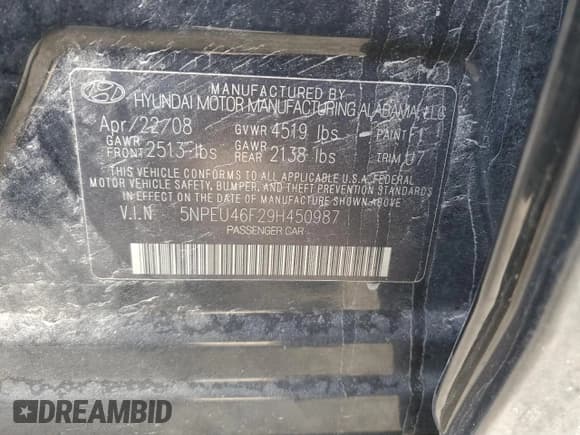 MANUFACTURED BY
HYUNDAI MOTOR MANUFACTURING ALABAMA, LLC
Apr/22/08 GVWR 4519 lbs PAINT F1
GAWR FRONT 2513 lbs GAWR REAR 2138 lbs TRIM U7
THIS VEHICLE CONFORMS TO ALL APPLICABLE U.S.A. FEDERAL
MOTOR VEHICLE SAFETY, BUMPER, AND THEFT PREVENTION STANDARDS
IN EFFECT ON THE DATE OF MANUFACTURE SHOWN ABOVE.
V.I.N 5NPEU46F29H450987
PASSENGER CAR
DREAMBID